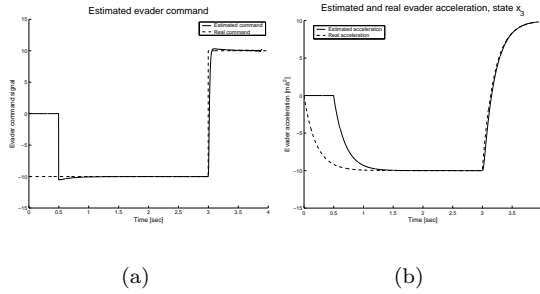 Estimated evader command
Estimated command
Real command
Evader command signal
15
10
5
0
−5
−10
−15
0
0.5
1
1.5
2
2.5
3
3.5
4
Time [sec]
(a)
Estimated and real evader acceleration, state x3
Estimated acceleration
Real acceleration
Evader acceleration [m/s2]
10
5
0
−5
−10
−15
0
0.5
1
1.5
2
2.5
3
3.5
Time [sec]
(b)